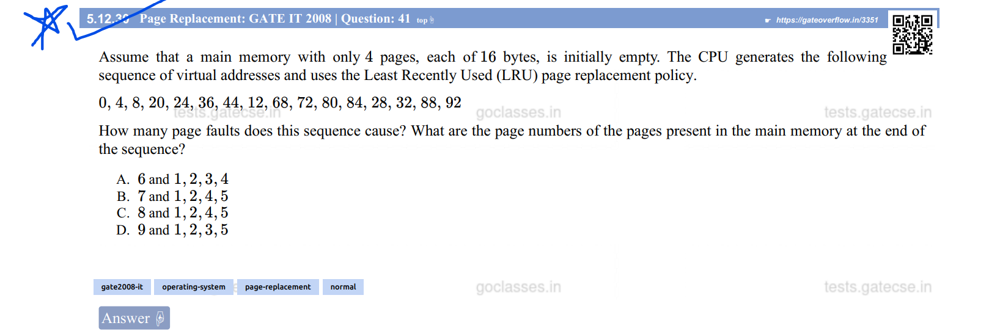 5.12.30 Page Replacement: GATE IT 2008 | Question: 41 top
https://gateoverflow.in/3351
Assume that a main memory with only 4 pages, each of 16 bytes, is initially empty. The CPU generates the following
sequence of virtual addresses and uses the Least Recently Used (LRU) page replacement policy.
0, 4, 8, 20, 24, 36, 44, 12, 68, 72, 80, 84, 28, 32, 88, 92
tests.gatecse.in goclasses.in tests.gatecse.in
How many page faults does this sequence cause? What are the page numbers of the pages present in the main memory at the end of
the sequence?
A. 6 and 1, 2, 3, 4
B. 7 and 1, 2, 4, 5
C. 8 and 1, 2, 4, 5
D. 9 and 1, 2, 3, 5
gate2008-it operating-system page-replacement normal goclasses.in tests.gatecse.in
Answer